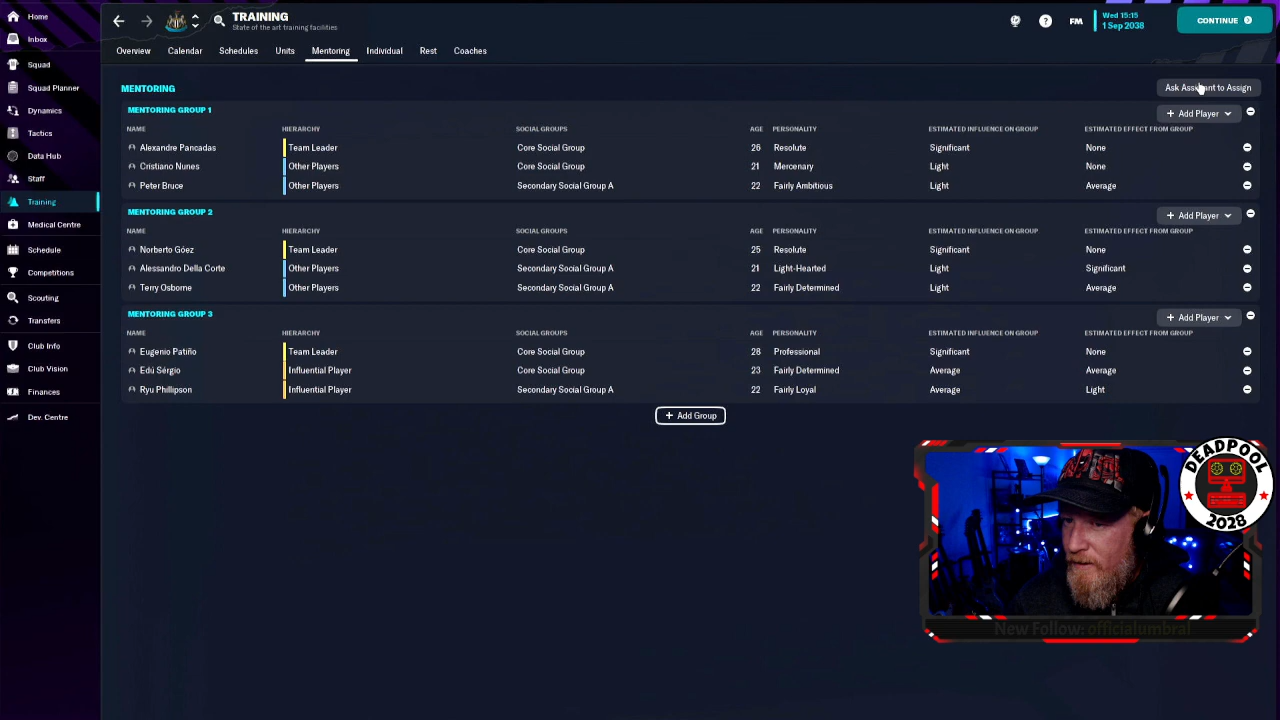 Home
Inbox
Squad
Squad Planner
Dynamics
Tactics
Data Hub
Staff
Training
Medical Centre
Schedule
Competitions
Scouting
Transfers
Club Info
Club Vision
Finances
Dev. Centre
TRAINING
State of the art training facilities.
FM
Wed 15:15
1 Sep 2038
CONTINUE
Overview Calendar Schedules Units Mentoring Individual Rest Coaches
MENTORING
MENTORING GROUP 1
+ Add Player
NAME HIERARCHY SOCIAL GROUPS AGE PERSONALITY ESTIMATED INFLUENCE ON GROUP ESTIMATED EFFECT FROM GROUP
Alexandre Pancadas Team Leader Core Social Group 26 Resolute Significant None
Cristiano Nunes Other Players Core Social Group 21 Mercenary Light None
Peter Bruce Other Players Secondary Social Group A 22 Fairly Ambitious Light Average
MENTORING GROUP 2
+ Add Player
NAME HIERARCHY SOCIAL GROUPS AGE PERSONALITY ESTIMATED INFLUENCE ON GROUP ESTIMATED EFFECT FROM GROUP
Norberto Góez Team Leader Core Social Group 25 Resolute Significant None
Alessandro Della Corte Other Players Secondary Social Group A 21 Light-Hearted Light Significant
Terry Osborne Other Players Secondary Social Group A 22 Fairly Determined Light Average
MENTORING GROUP 3
+ Add Player
NAME HIERARCHY SOCIAL GROUPS AGE PERSONALITY ESTIMATED INFLUENCE ON GROUP ESTIMATED EFFECT FROM GROUP
Eugenio Patiño Team Leader Core Social Group 28 Professional Significant None
Edú Sérgio Influential Player Core Social Group 23 Fairly Determined Average Average
Ryu Phillipson Influential Player Secondary Social Group A 22 Fairly Loyal Average Light
+ Add Group
DEADPOOL
2028
New Follow: officialumbral